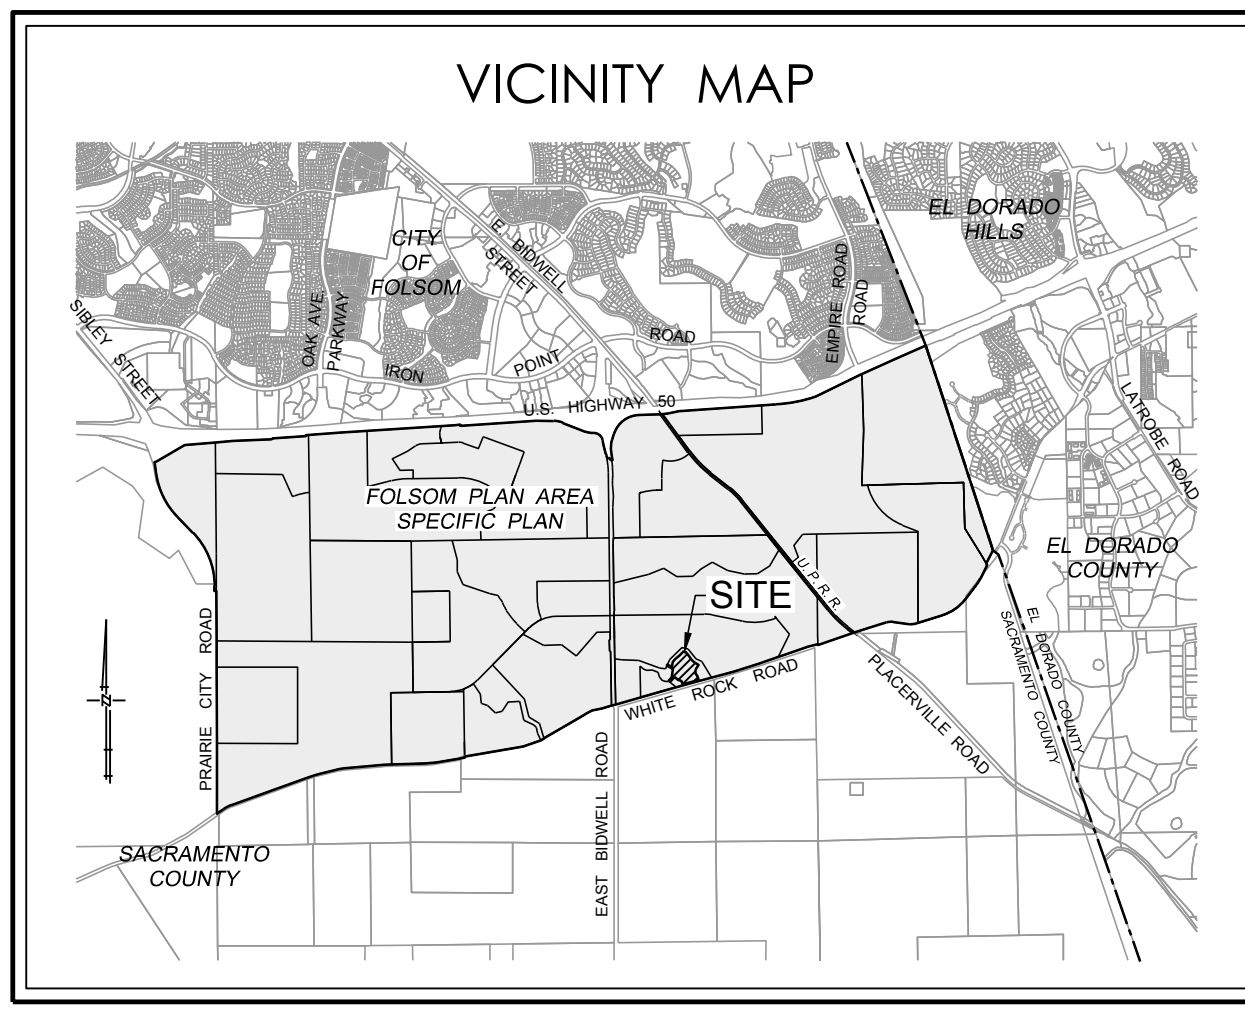 VICINITY MAP
EL DORADO
HILLS
CITY
OF
FOLSOM
E. BIDWELL
STREET
SIBLEY STREET
OAK AVE
PARKWAY
EMPIRE ROAD
ROAD
IRON POINT ROAD
U.S. HIGHWAY 50
LATROBE ROAD
FOLSOM PLAN AREA
SPECIFIC PLAN
EL DORADO
COUNTY
U.P.R.R.
SITE
PRAIRIE CITY ROAD
N
WHITE ROCK ROAD
PLACERVILLE ROAD
EL DORADO COUNTY
SACRAMENTO COUNTY
EAST BIDWELL ROAD
SACRAMENTO
COUNTY